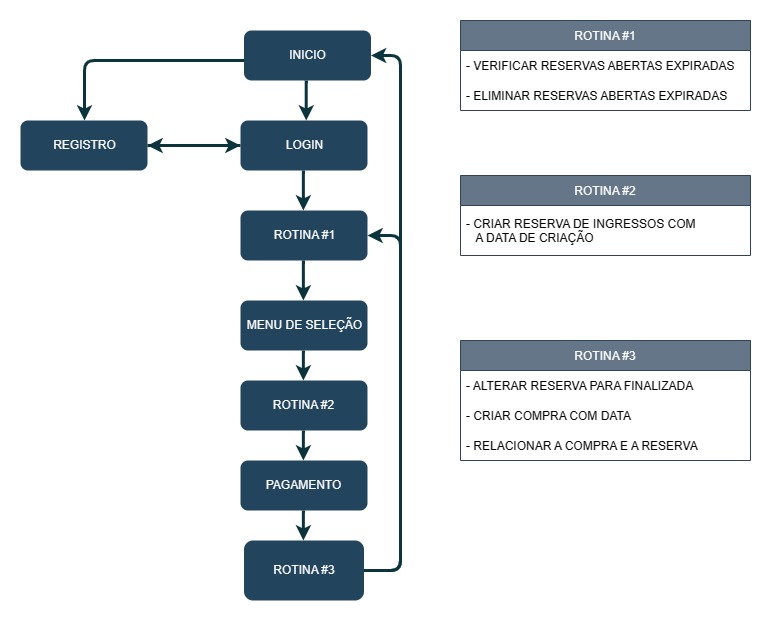 INICIO
REGISTRO
LOGIN
ROTINA #1
MENU DE SELEÇÃO
ROTINA #2
PAGAMENTO
ROTINA #3
ROTINA #1
- VERIFICAR RESERVAS ABERTAS EXPIRADAS
- ELIMINAR RESERVAS ABERTAS EXPIRADAS
ROTINA #2
- CRIAR RESERVA DE INGRESSOS COM
A DATA DE CRIAÇÃO
ROTINA #3
- ALTERAR RESERVA PARA FINALIZADA
- CRIAR COMPRA COM DATA
- RELACIONAR A COMPRA E A RESERVA